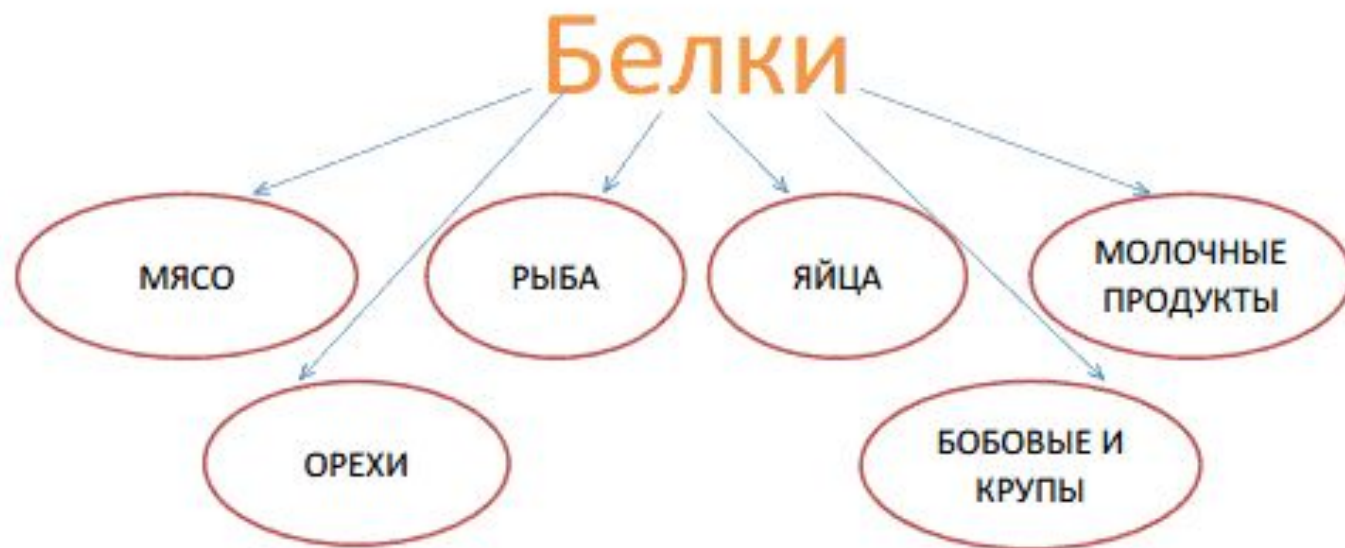 Белки
МЯСО
РЫБА
ЯЙЦА
МОЛОЧНЫЕ
ПРОДУКТЫ
ОРЕХИ
БОБОВЫЕ И
КРУПЫ